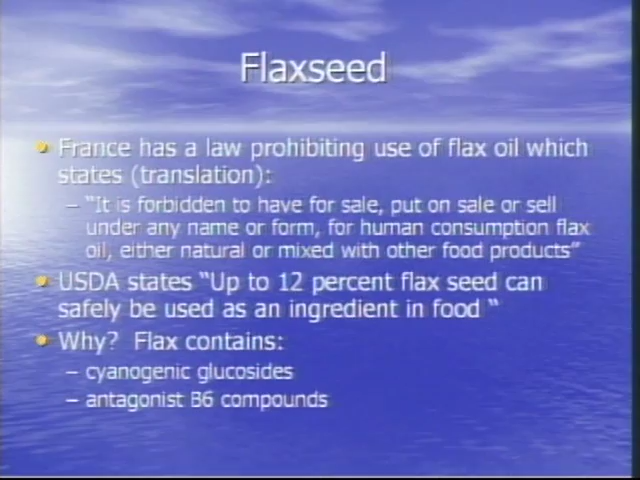 Flaxseed
• France has a law prohibiting use of flax oil which
states (translation):
– “It is forbidden to have for sale, put on sale or sell
under any name or form, for human consumption flax
oil, either natural or mixed with other food products”
• USDA states “Up to 12 percent flax seed can
safely be used as an ingredient in food “
• Why?  Flax contains:
– cyanogenic glucosides
– antagonist B6 compounds